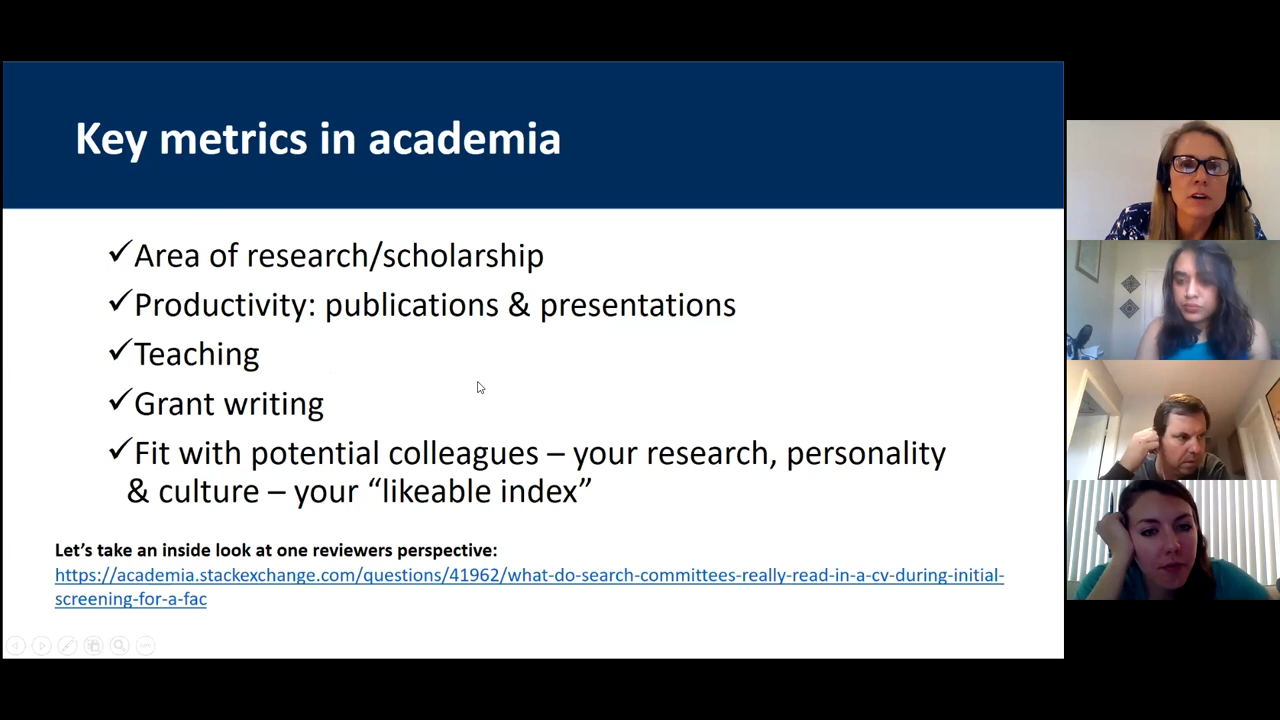 Key metrics in academia
✓Area of research/scholarship
✓Productivity: publications & presentations
✓Teaching
✓Grant writing
✓Fit with potential colleagues – your research, personality
& culture – your “likeable index”
Let’s take an inside look at one reviewers perspective:
https://academia.stackexchange.com/questions/41962/what-do-search-committees-really-read-in-a-cv-during-initial-
screening-for-a-fac